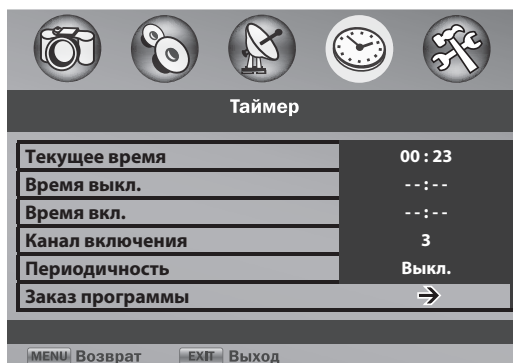 Таймер
Текущее время 00 : 23
Время выкл. --:--
Время вкл. --:--
Канал включения 3
Периодичность Выкл.
Заказ программы →
MENU Возврат EXIT Выход